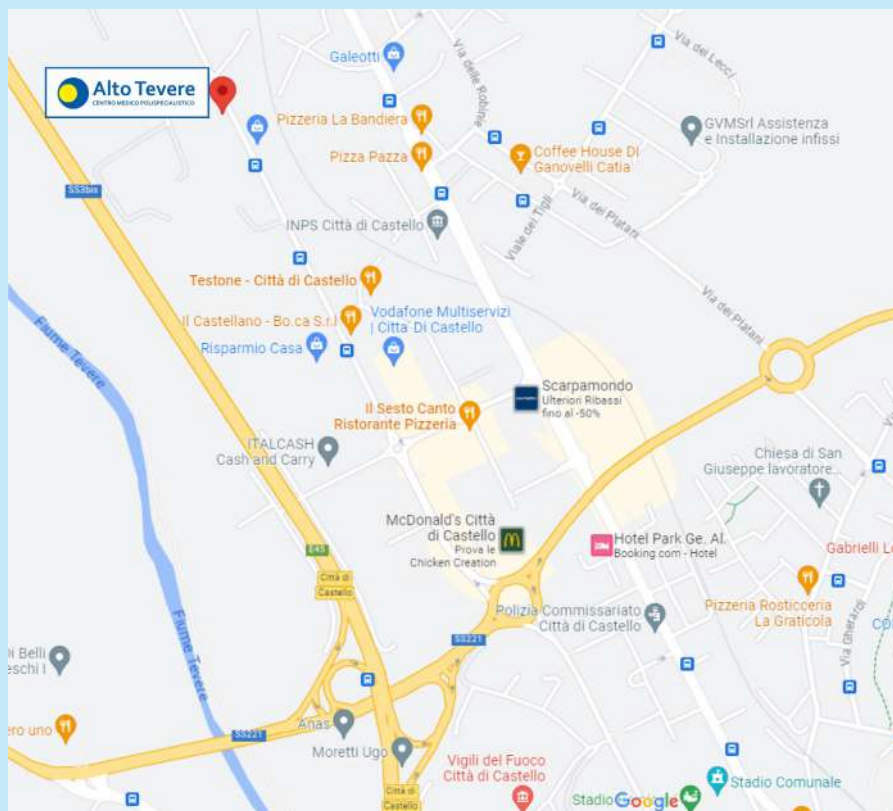 Alto Tevere
CENTRO MEDICO POLISPECIALISTICO
Galeotti
Via delle Robinie
Via dei Lecci
Pizzeria La Bandiera
Pizza Pazza
Coffee House Di
Ganovelli Catia
GVMSrl Assistenza
e Installazione infissi
SS3bis
INPS Città di Castello
Viale dei Tigli
Via dei Platani
Via dei Platani
Testone - Città di Castello
Il Castellano - Bo.ca S.r.l
Vodafone Multiservizi
| Citta' Di Castello
Risparmio Casa
Fiume Tevere
Scarpamondo
Ulteriori Ribassi
fino al -50%
Il Sesto Canto
Ristorante Pizzeria
ITALCASH
Cash and Carry
Chiesa di San
Giuseppe lavoratore...
McDonald's Città
di Castello
Prova le
Chicken Creation
Hotel Park Ge. Al.
Booking.com - Hotel
E45
Città di
Castello
Gabrielli
Pizzeria Rosticceria
La Graticola
Polizia Commissariato
Città di Castello
Via Gherardi
Fiume Tevere
SS221
Di Belli
eschi I
SS221
ero uno
Anas
Moretti Ugo
Vigili del Fuoco
Città di Castello
Stadio Comunale
Stadio
Google
Città di
Castello